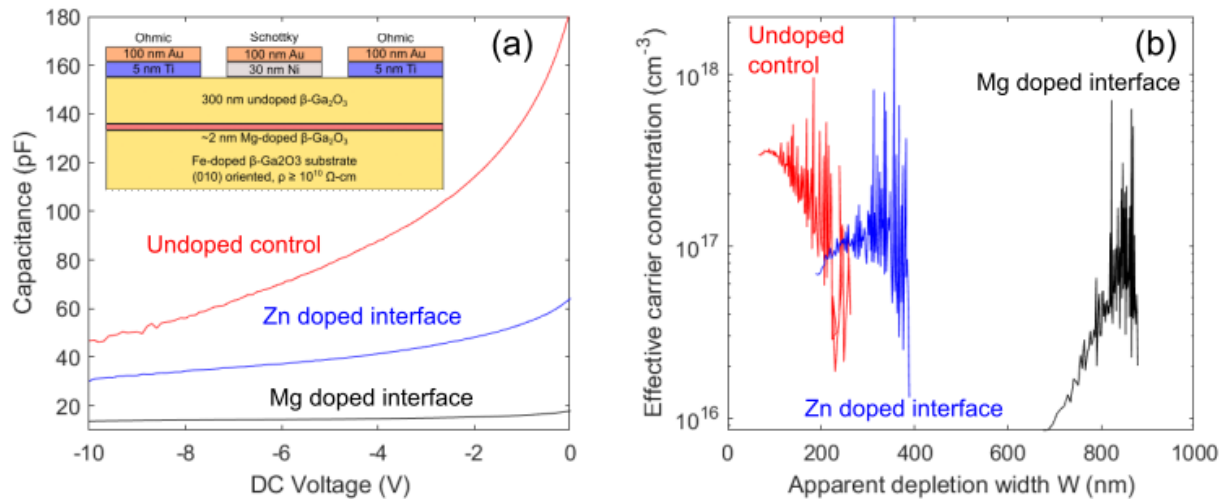 (a)
Ohmic Schottky Ohmic
100 nm Au 100 nm Au 100 nm Au
5 nm Ti 30 nm Ni 5 nm Ti
300 nm undoped β-Ga₂O₃
~2 nm Mg-doped β-Ga₂O₃
Fe-doped β-Ga2O3 substrate
(010) oriented, ρ ≥ 10¹⁰ Ω-cm
Undoped control
Zn doped interface
Mg doped interface
Capacitance (pF)
180
160
140
120
100
80
60
40
20
-10 -8 -6 -4 -2 0
DC Voltage (V)
(b)
Undoped
control
Mg doped interface
Zn doped interface
Effective carrier concentration (cm⁻³)
10¹⁸
10¹⁷
10¹⁶
0 200 400 600 800 1000
Apparent depletion width W (nm)